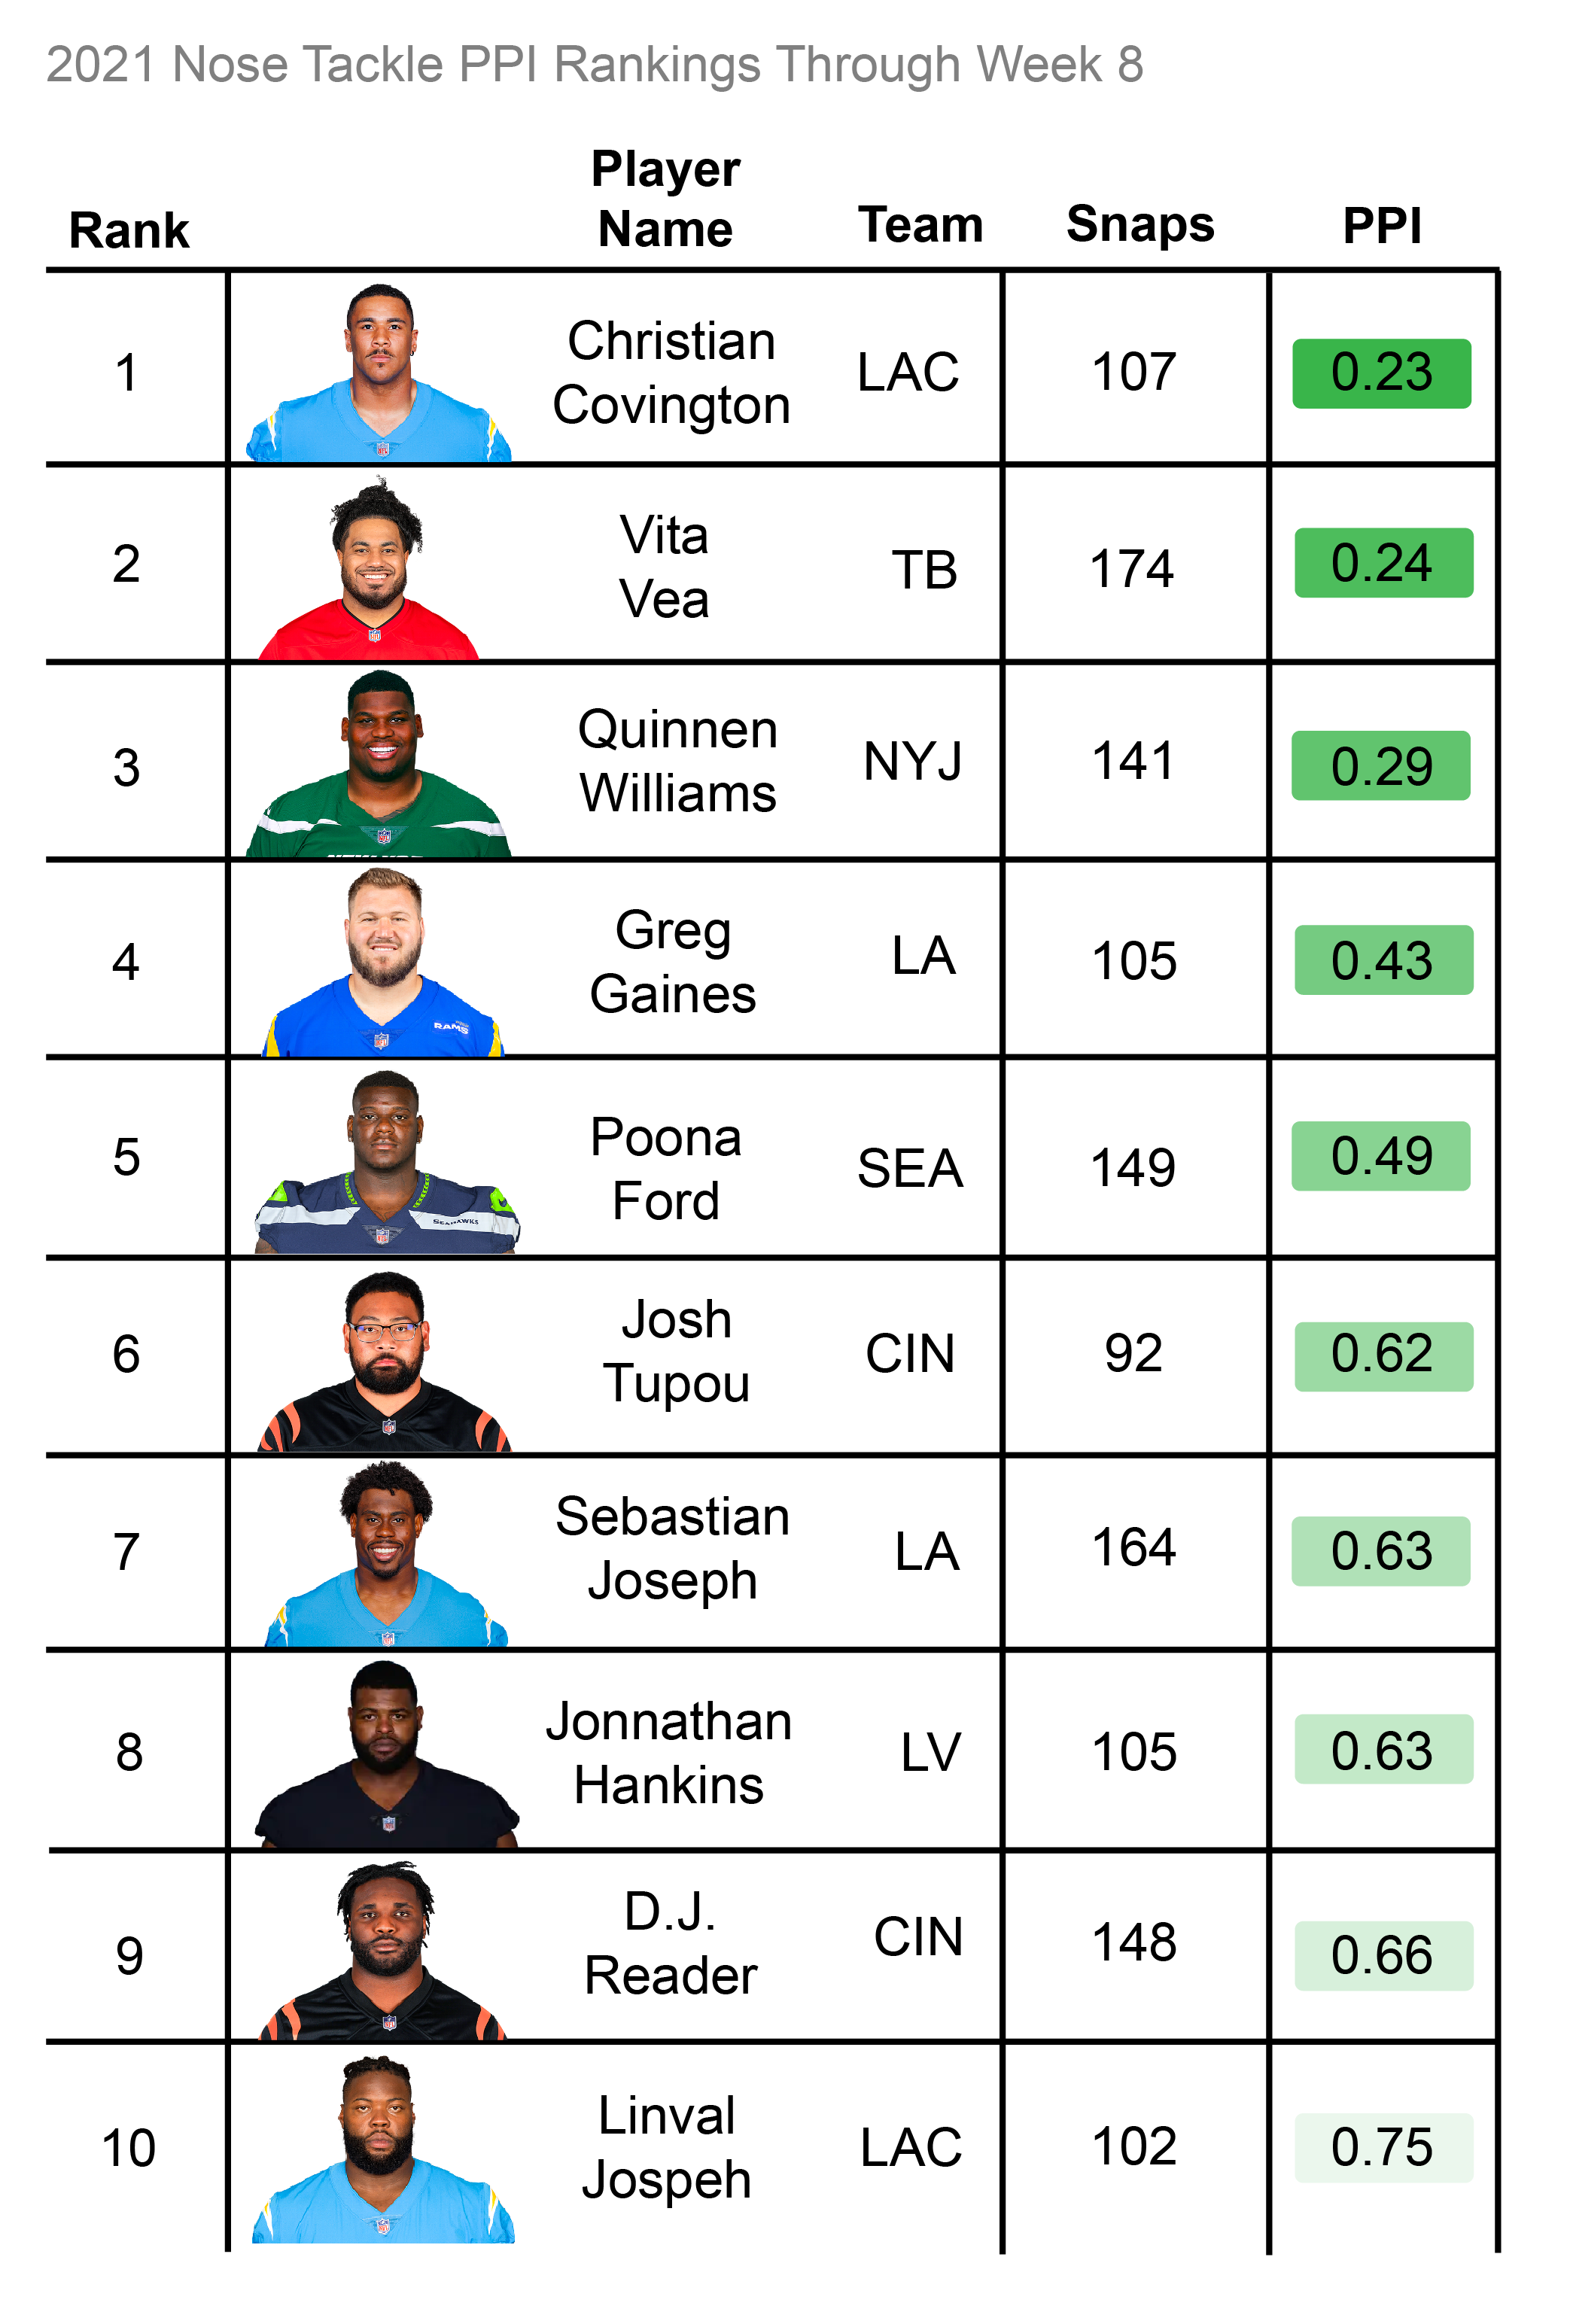 2021 Nose Tackle PPI Rankings Through Week 8
Player
Name
Rank
Team
Snaps
PPI
1
Christian
Covington
LAC
107
0.23
2
Vita
Vea
TB
174
0.24
3
Quinnen
Williams
NYJ
141
0.29
4
RAMS
Greg
Gaines
LA
105
0.43
5
SEAHAWKS
Poona
Ford
SEA
149
0.49
6
Josh
Tupou
CIN
92
0.62
7
Sebastian
Joseph
LA
164
0.63
8
Jonnathan
Hankins
LV
105
0.63
9
D.J.
Reader
CIN
148
0.66
10
Linval
Jospeh
LAC
102
0.75